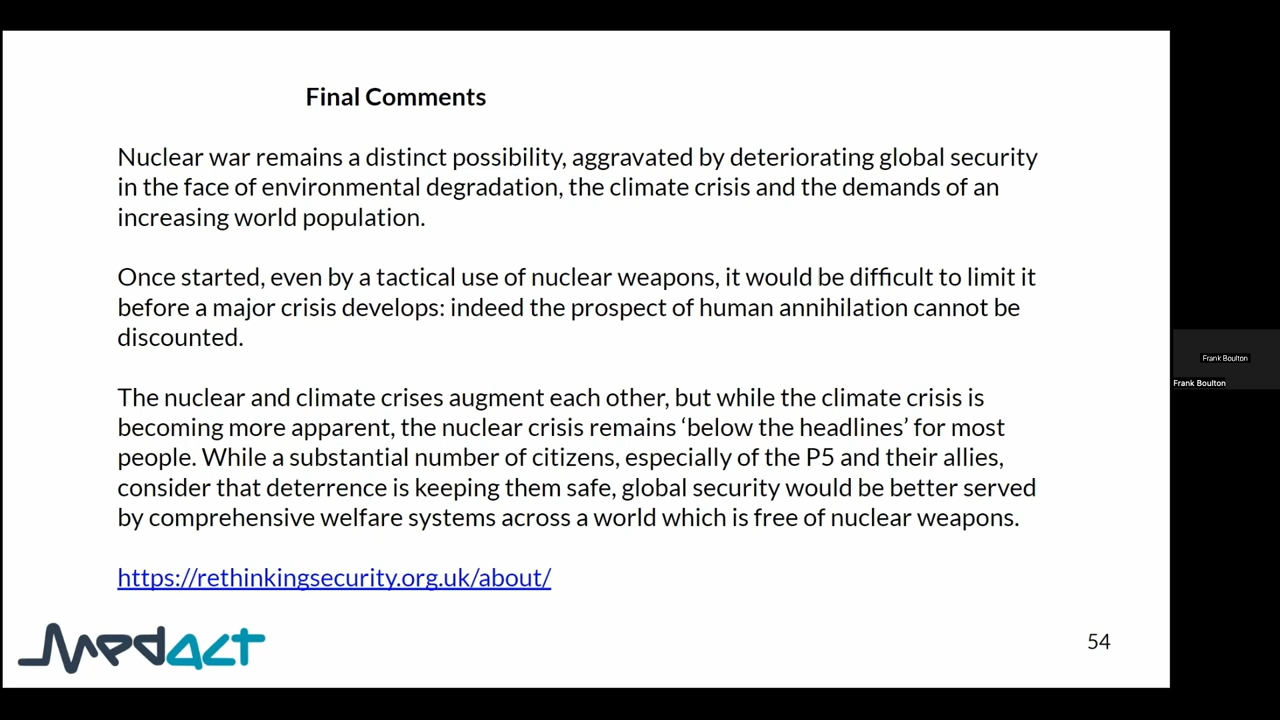 Final Comments
Nuclear war remains a distinct possibility, aggravated by deteriorating global security
in the face of environmental degradation, the climate crisis and the demands of an
increasing world population.
Once started, even by a tactical use of nuclear weapons, it would be difficult to limit it
before a major crisis develops: indeed the prospect of human annihilation cannot be
discounted.
The nuclear and climate crises augment each other, but while the climate crisis is
becoming more apparent, the nuclear crisis remains ‘below the headlines’ for most
people. While a substantial number of citizens, especially of the P5 and their allies,
consider that deterrence is keeping them safe, global security would be better served
by comprehensive welfare systems across a world which is free of nuclear weapons.
https://rethinkingsecurity.org.uk/about/
Medact
54
Frank Boulton
Frank Boulton